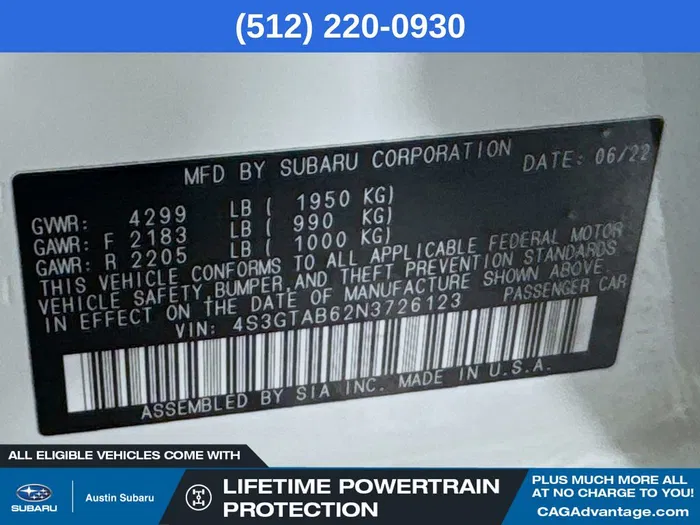 (512) 220-0930
MFD BY SUBARU CORPORATION DATE: 06/22
GVWR: 4299 LB ( 1950 KG)
GAWR: F 2183 LB ( 990 KG)
GAWR: R 2205 LB ( 1000 KG)
THIS VEHICLE CONFORMS TO ALL APPLICABLE FEDERAL MOTOR
VEHICLE SAFETY,BUMPER,AND THEFT PREVENTION STANDARDS
IN EFFECT ON THE DATE OF MANUFACTURE SHOWN ABOVE.
VIN: 4S3GTAB62N3726123 PASSENGER CAR
ASSEMBLED BY SIA INC. MADE IN U.S.A.
ALL ELIGIBLE VEHICLES COME WITH
SUBARU
Austin Subaru
LIFETIME POWERTRAIN
PROTECTION
PLUS MUCH MORE ALL
AT NO CHARGE TO YOU!
CAGAdvantage.com